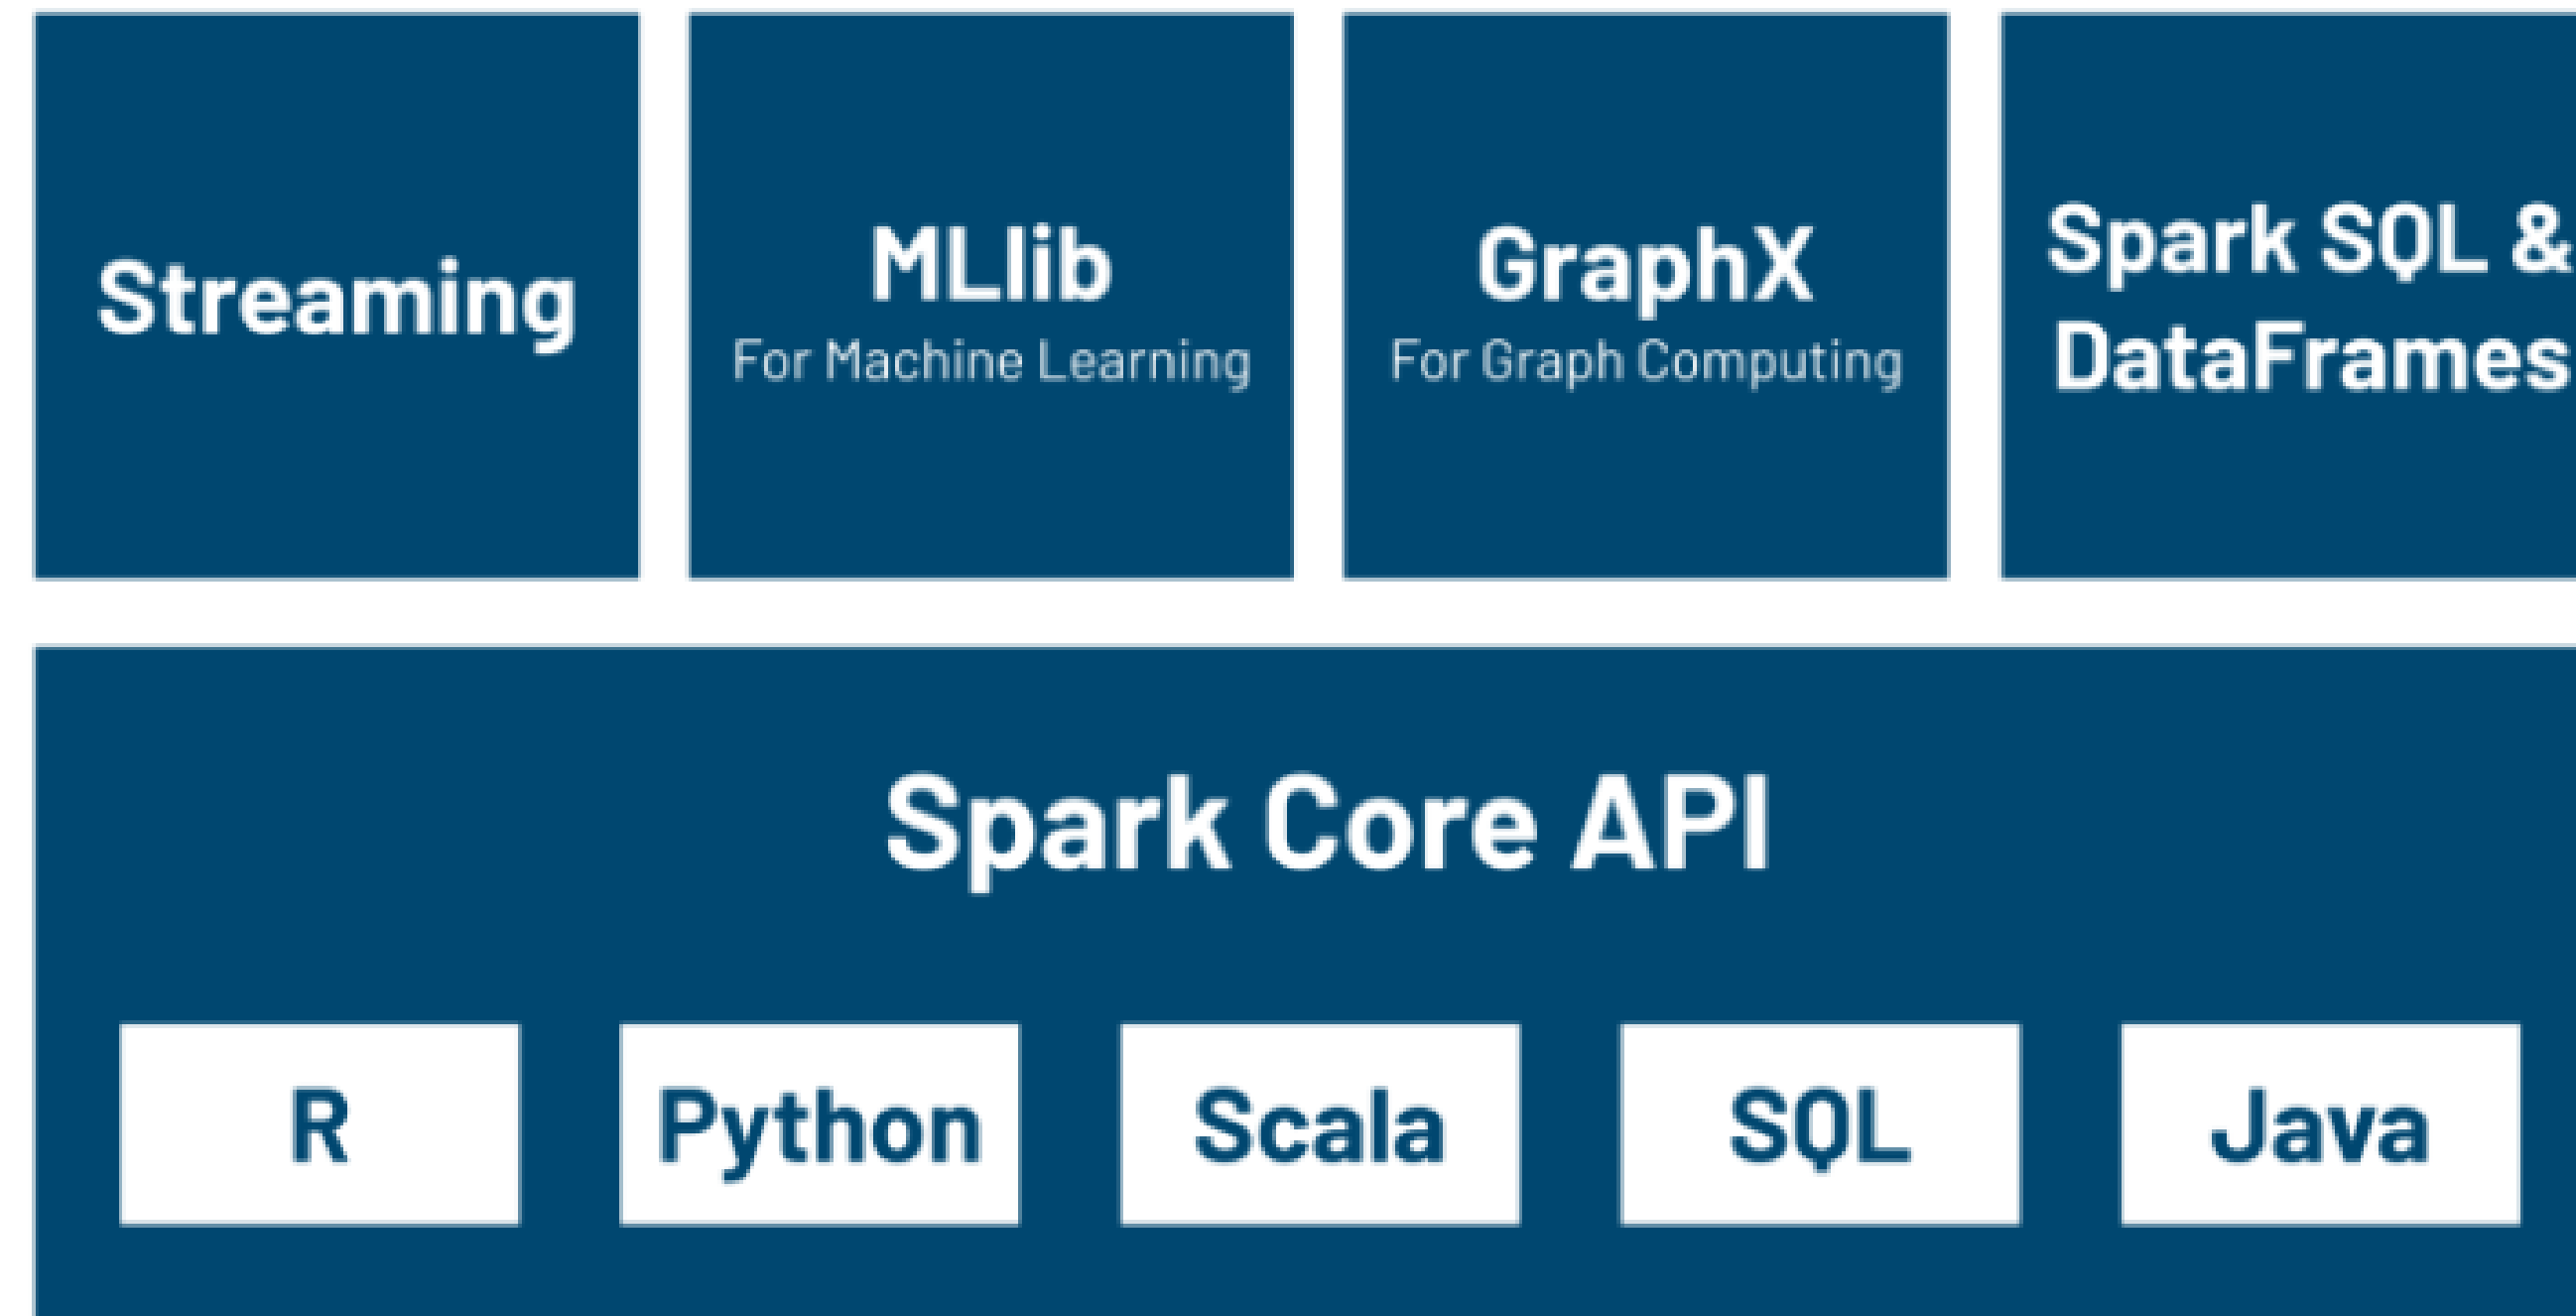 Streaming
MLlib
For Machine Learning
GraphX
For Graph Computing
Spark SQL &
DataFrames
Spark Core API
R
Python
Scala
SQL
Java